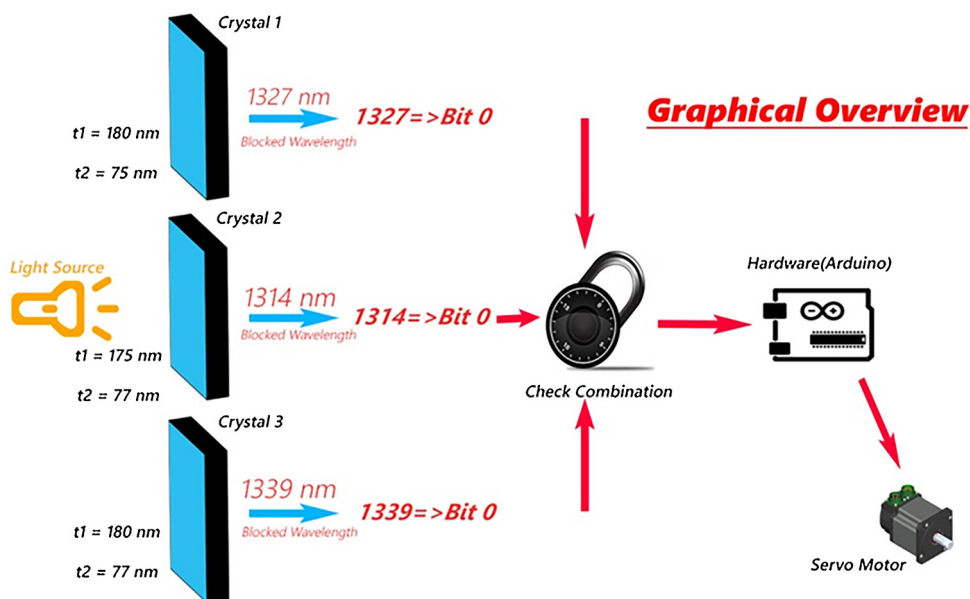 Graphical Overview
Crystal 1
t1 = 180 nm
t2 = 75 nm
1327 nm
Blocked Wavelength
1327=>Bit 0
Light Source
Crystal 2
t1 = 175 nm
t2 = 77 nm
1314 nm
Blocked Wavelength
1314=>Bit 0
Crystal 3
t1 = 180 nm
t2 = 77 nm
1339 nm
Blocked Wavelength
1339=>Bit 0
Check Combination
Hardware(Arduino)
Servo Motor